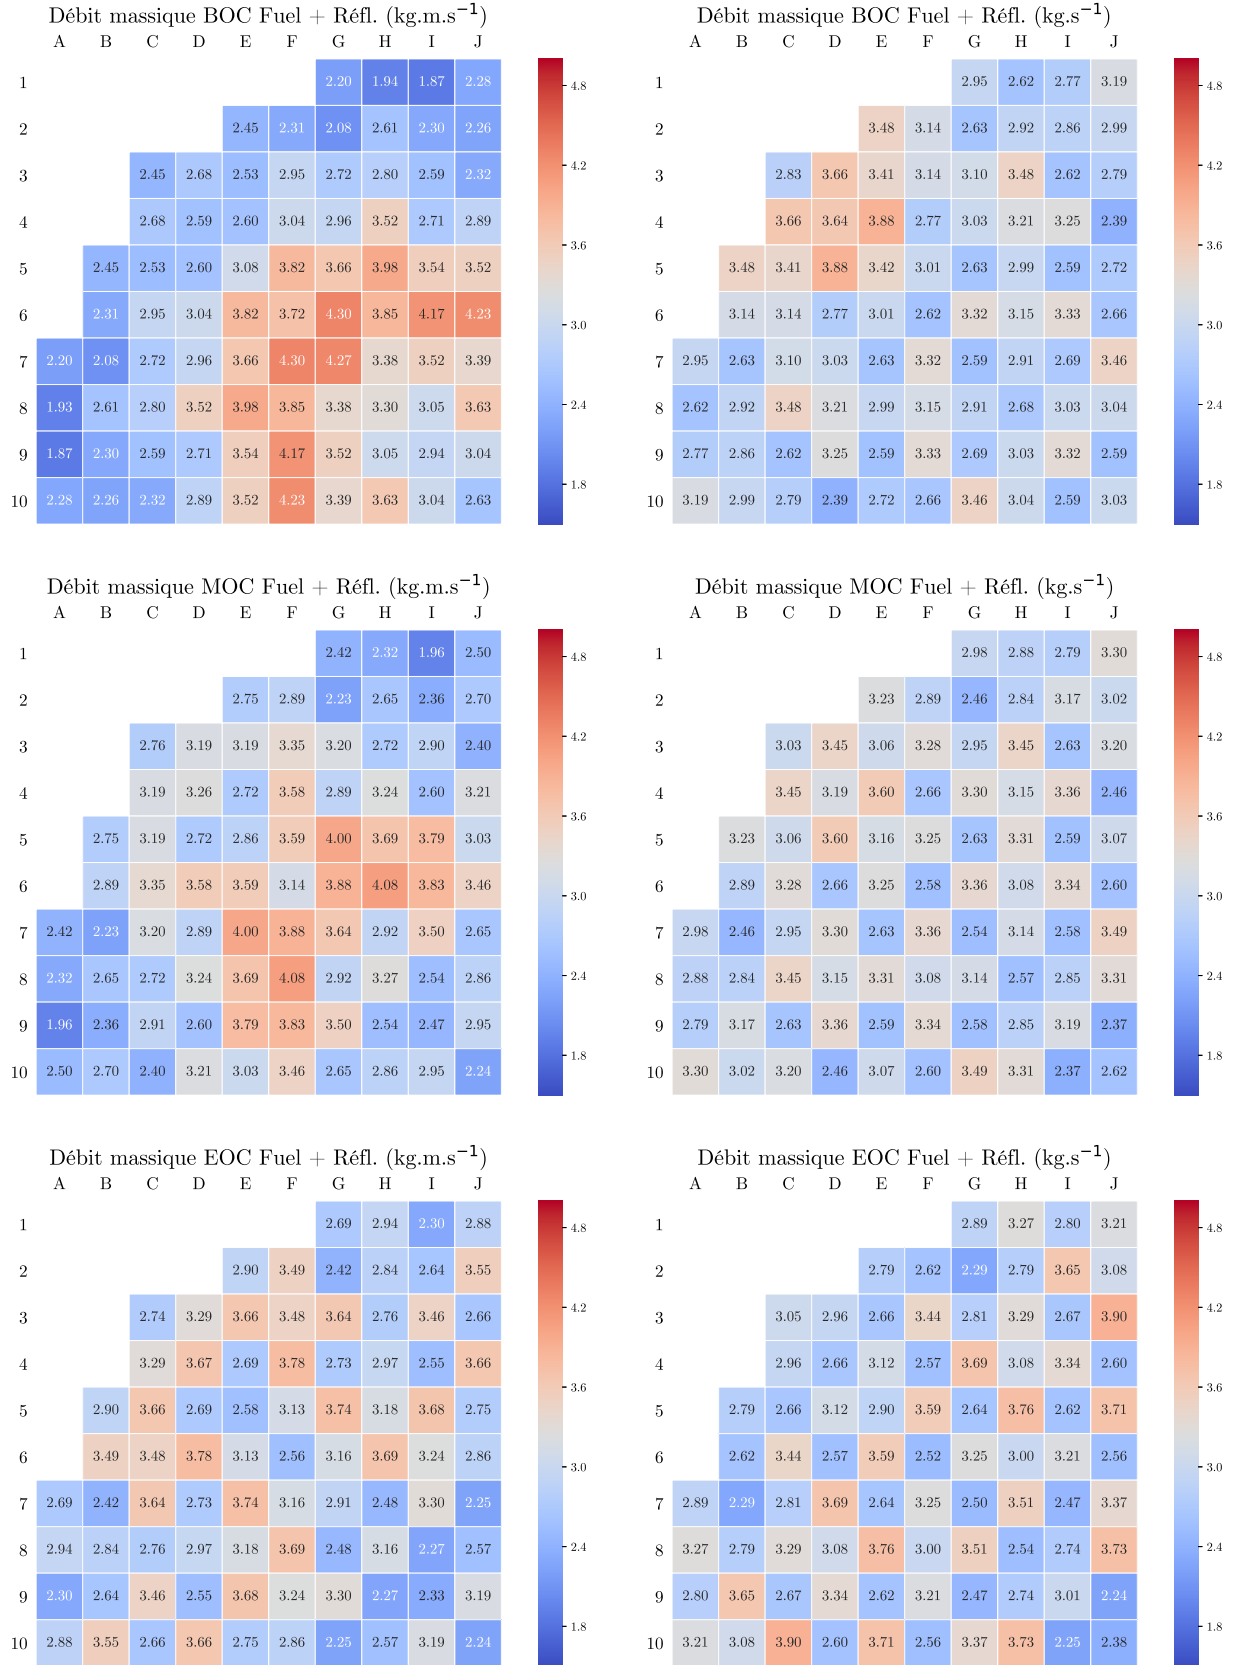 Débit massique BOC Fuel + Réfl. (kg.m.s⁻¹)
A B C D E F G H I J
1 2.20 1.94 1.87 2.28
2 2.45 2.31 2.08 2.61 2.30 2.26
3 2.45 2.68 2.53 2.95 2.72 2.80 2.59 2.32
4 2.68 2.59 2.60 3.04 2.96 3.52 2.71 2.89
5 2.45 2.53 2.60 3.08 3.82 3.66 3.98 3.54 3.52
6 2.31 2.95 3.04 3.82 3.72 4.30 3.85 4.17 4.23
7 2.20 2.08 2.72 2.96 3.66 4.30 4.27 3.38 3.52 3.39
8 1.93 2.61 2.80 3.52 3.98 3.85 3.38 3.30 3.05 3.63
9 1.87 2.30 2.59 2.71 3.54 4.17 3.52 3.05 2.94 3.04
10 2.28 2.26 2.32 2.89 3.52 4.23 3.39 3.63 3.04 2.63
4.8
4.2
3.6
3.0
2.4
1.8
Débit massique BOC Fuel + Réfl. (kg.m.s⁻¹)
A B C D E F G H I J
1 2.95 2.62 2.77 3.19
2 3.48 3.14 2.63 2.92 2.86 2.99
3 2.83 3.66 3.41 3.14 3.10 3.48 2.62 2.79
4 3.66 3.64 3.88 2.77 3.03 3.21 3.25 2.39
5 3.48 3.41 3.88 3.42 3.01 2.63 2.99 2.59 2.72
6 3.14 3.14 2.77 3.01 2.62 3.32 3.15 3.33 2.66
7 2.95 2.63 3.10 3.03 2.63 3.32 2.59 2.91 2.69 3.46
8 2.62 2.92 3.48 3.21 2.99 3.15 2.91 2.68 3.03 3.04
9 2.77 2.86 2.62 3.25 2.59 3.33 2.69 3.03 3.32 2.59
10 3.19 2.99 2.79 2.39 2.72 2.66 3.46 3.04 2.59 3.03
4.8
4.2
3.6
3.0
2.4
1.8
Débit massique MOC Fuel + Réfl. (kg.m.s⁻¹)
A B C D E F G H I J
1 2.42 2.32 1.96 2.50
2 2.75 2.89 2.23 2.65 2.36 2.70
3 2.76 3.19 3.19 3.35 3.20 2.72 2.90 2.40
4 3.19 3.26 2.72 3.58 2.89 3.24 2.60 3.21
5 2.75 3.19 2.72 2.86 3.59 4.00 3.69 3.79 3.03
6 2.89 3.35 3.58 3.59 3.14 3.88 4.08 3.83 3.46
7 2.42 2.23 3.20 2.89 4.00 3.88 3.64 2.92 3.50 2.65
8 2.32 2.65 2.72 3.24 3.69 4.08 2.92 3.27 2.54 2.86
9 1.96 2.36 2.91 2.60 3.79 3.83 3.50 2.54 2.47 2.95
10 2.50 2.70 2.40 3.21 3.03 3.46 2.65 2.86 2.95 2.24
4.8
4.2
3.6
3.0
2.4
1.8
Débit massique MOC Fuel + Réfl. (kg.s⁻¹)
A B C D E F G H I J
1 2.98 2.88 2.79 3.30
2 3.23 2.89 2.46 2.84 3.17 3.02
3 3.03 3.45 3.06 3.28 2.95 3.45 2.63 3.20
4 3.45 3.19 3.60 2.66 3.30 3.15 3.36 2.46
5 3.23 3.06 3.60 3.16 3.25 2.63 3.31 2.59 3.07
6 2.89 3.28 2.66 3.25 2.58 3.36 3.08 3.34 2.60
7 2.98 2.46 2.95 3.30 2.63 3.36 2.54 3.14 2.58 3.49
8 2.88 2.84 3.45 3.15 3.31 3.08 3.14 2.57 2.85 3.31
9 2.79 3.17 2.63 3.36 2.59 3.34 2.58 2.85 3.19 2.37
10 3.30 3.02 3.20 2.46 3.07 2.60 3.49 3.31 2.37 2.62
4.8
4.2
3.6
3.0
2.4
1.8
Débit massique EOC Fuel + Réfl. (kg.m.s⁻¹)
A B C D E F G H I J
1 2.69 2.94 2.30 2.88
2 2.90 3.49 2.42 2.84 2.64 3.55
3 2.74 3.29 3.66 3.48 3.64 2.76 3.46 2.66
4 3.29 3.67 2.69 3.78 2.73 2.97 2.55 3.66
5 2.90 3.66 2.69 2.58 3.13 3.74 3.18 3.68 2.75
6 3.49 3.48 3.78 3.13 2.56 3.16 3.69 3.24 2.86
7 2.69 2.42 3.64 2.73 3.74 3.16 2.91 2.48 3.30 2.25
8 2.94 2.84 2.76 2.97 3.18 3.69 2.48 3.16 2.27 2.57
9 2.30 2.64 3.46 2.55 3.68 3.24 3.30 2.27 2.33 3.19
10 2.88 3.55 2.66 3.66 2.75 2.86 2.25 2.57 3.19 2.24
4.8
4.2
3.6
3.0
2.4
1.8
Débit massique EOC Fuel + Réfl. (kg.s⁻¹)
A B C D E F G H I J
1 2.89 3.27 2.80 3.21
2 2.79 2.62 2.29 2.79 3.65 3.08
3 3.05 2.96 2.66 3.44 2.81 3.29 2.67 3.90
4 2.96 2.66 3.12 2.57 3.69 3.08 3.34 2.60
5 2.79 2.66 3.12 2.90 3.59 2.64 3.76 2.62 3.71
6 2.62 3.44 2.57 3.59 2.52 3.25 3.00 3.21 2.56
7 2.89 2.29 2.81 3.69 2.64 3.25 2.50 3.51 2.47 3.37
8 3.27 2.79 3.29 3.08 3.76 3.00 3.51 2.54 2.74 3.73
9 2.80 3.65 2.67 3.34 2.62 3.21 2.47 2.74 3.01 2.24
10 3.21 3.08 3.90 2.60 3.71 2.56 3.37 3.73 2.25 2.38
4.8
4.2
3.6
3.0
2.4
1.8